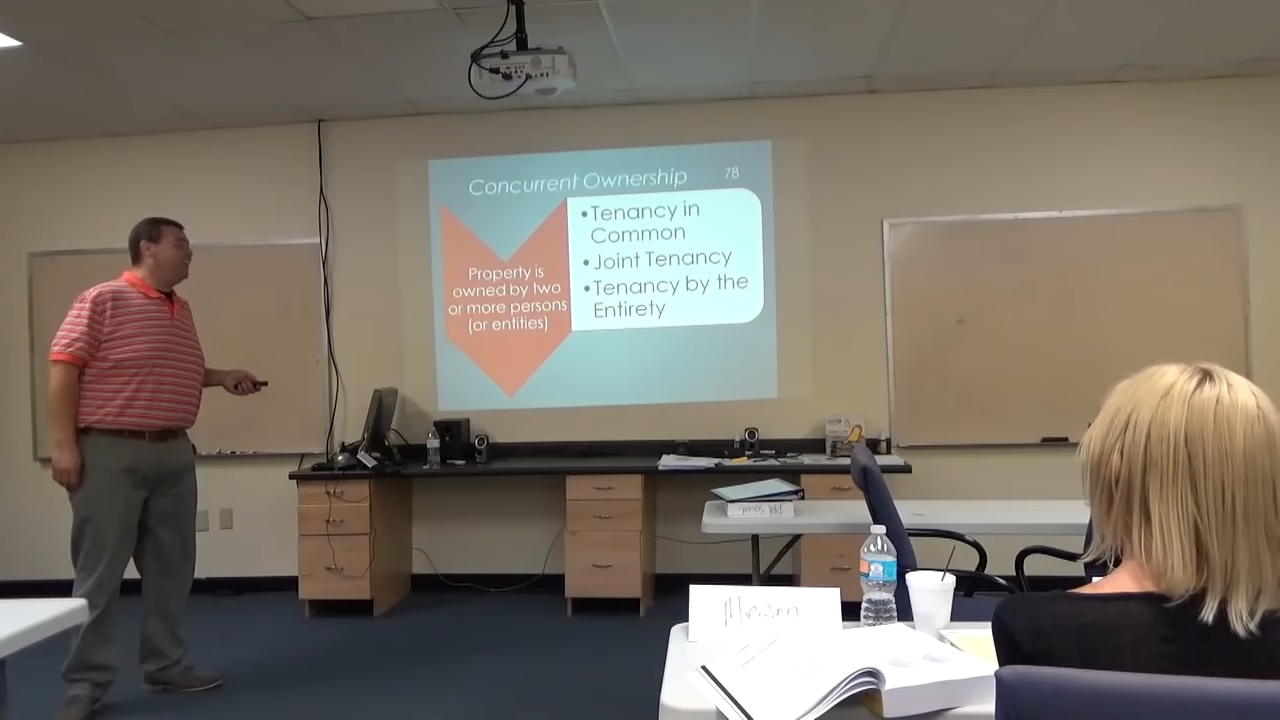 Concurrent Ownership
78
Property is
owned by two
or more persons
(or entities)
•Tenancy in
Common
•Joint Tenancy
•Tenancy by the
Entirety
Megan